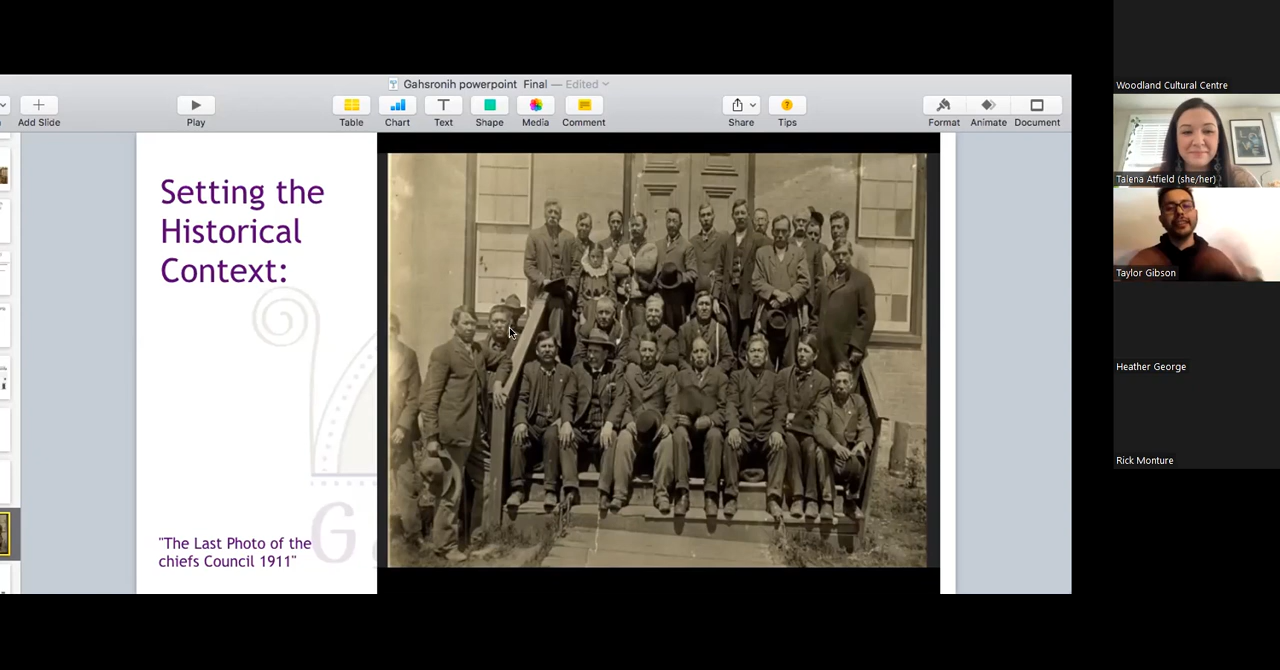 Gahsronih powerpoint Final — Edited
Add Slide
Play
Table
Chart
Text
Shape
Media
Comment
Share
Tips
Format
Animate
Document
Setting the
Historical
Context:
"The Last Photo of the
chiefs Council 1911"
G
Woodland Cultural Centre
Talena Atfield (she/her)
Taylor Gibson
Heather George
Rick Monture